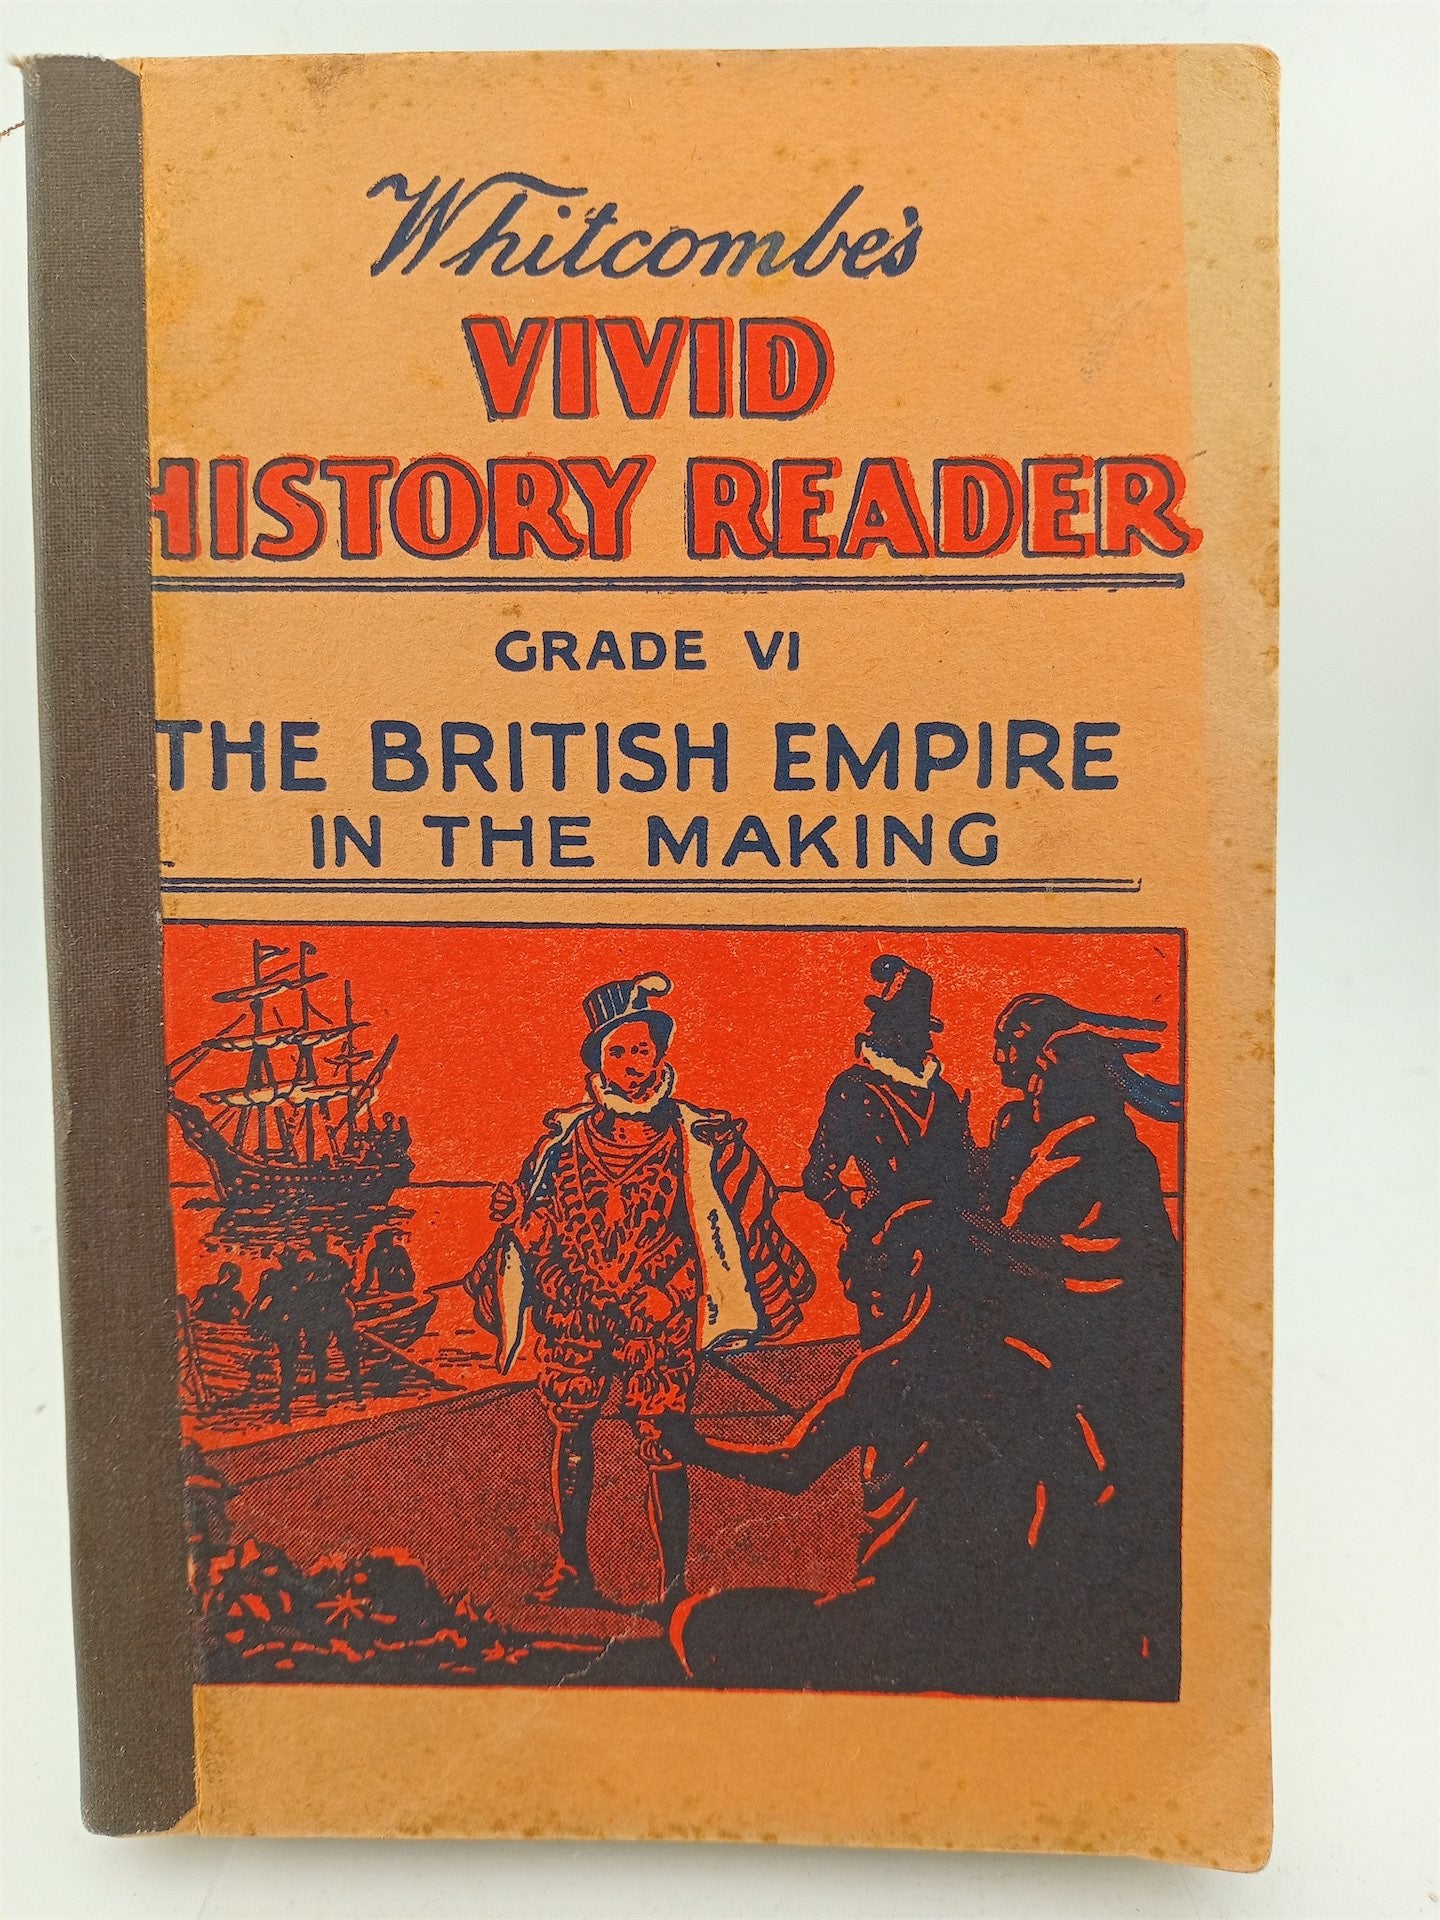 Whitcombe's
VIVID
HISTORY READER
GRADE VI
THE BRITISH EMPIRE
IN THE MAKING